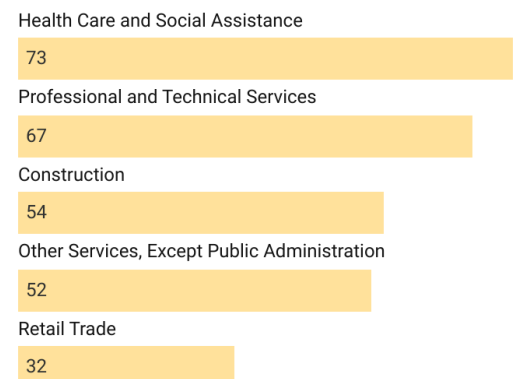 Health Care and Social Assistance
73
Professional and Technical Services
67
Construction
54
Other Services, Except Public Administration
52
Retail Trade
32